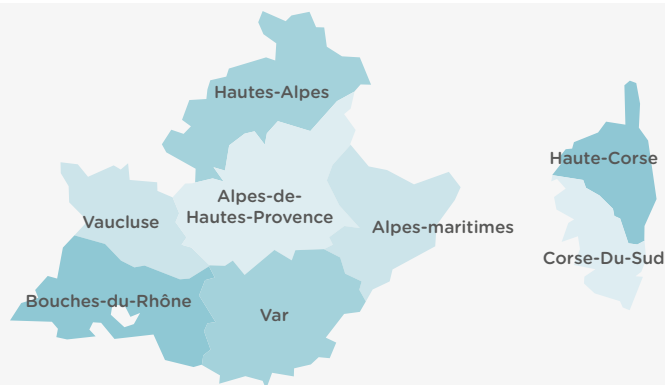 Hautes-Alpes
Haute-Corse
Alpes-de-
Hautes-Provence
Vaucluse
Alpes-maritimes
Corse-Du-Sud
Bouches-du-Rhône
Var